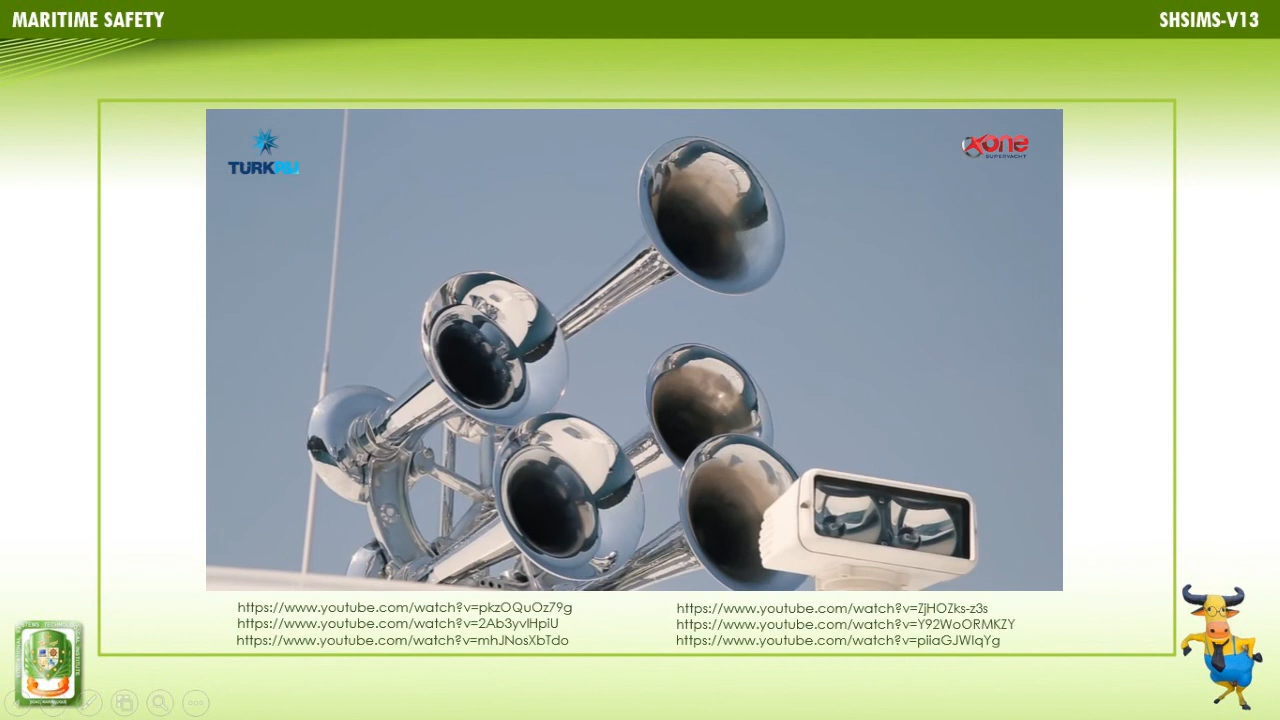 MARITIME SAFETY
SHSIMS-V13
TURKRU
Xone
SUPERYACHT
https://www.youtube.com/watch?v=pkzOQuOz79g
https://www.youtube.com/watch?v=2Ab3yvlHpiU
https://www.youtube.com/watch?v=mhJNosXbTdo
https://www.youtube.com/watch?v=ZjHOZks-z3s
https://www.youtube.com/watch?v=Y92WoORMKZY
https://www.youtube.com/watch?v=piiaGJWlqYg